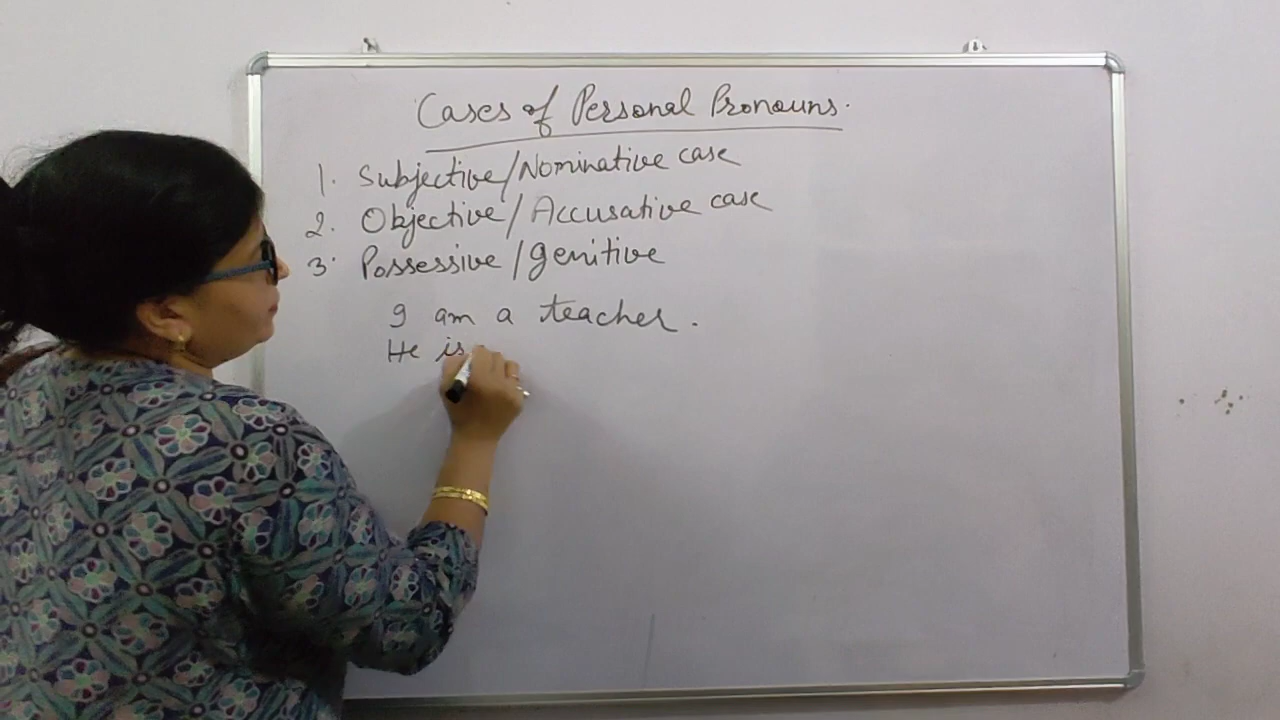 Cases of Personal Pronouns.
1. Subjective/Nominative case
2. Objective/Accusative case
3. Possessive/genitive
I am a teacher.
He is